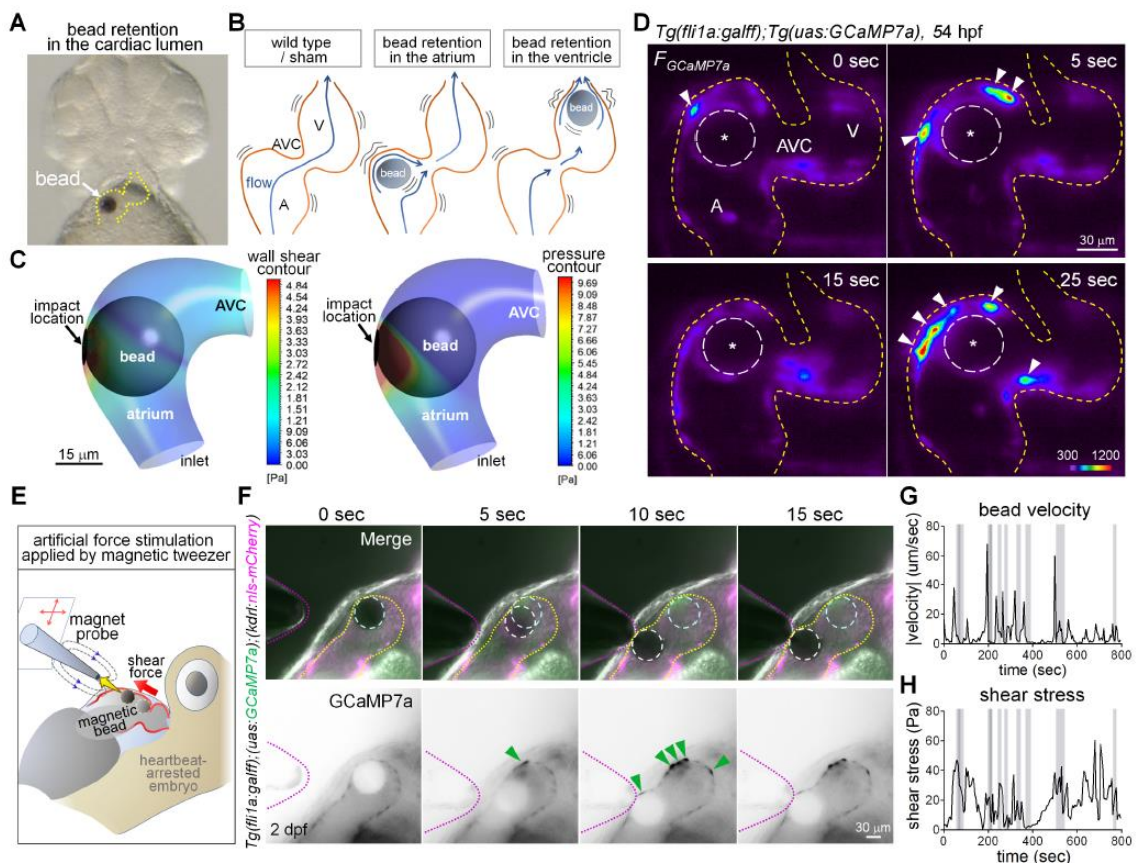 A
bead retention
in the cardiac lumen
bead
B
wild type
/ sham
bead retention
in the atrium
bead retention
in the ventricle
V
AVC
flow
A
bead
bead
C
wall shear
contour
4.84
4.54
4.24
3.93
3.63
3.33
3.03
2.72
2.42
2.12
1.82
1.51
1.21
9.09
6.06
3.03
0.00
[Pa]
impact
location
AVC
bead
atrium
inlet
15 µm
pressure
contour
9.69
9.08
8.48
7.87
7.27
6.66
6.06
5.45
4.84
4.24
3.63
3.03
2.42
1.82
1.21
6.06
0.00
[Pa]
impact
location
AVC
bead
atrium
inlet
D
Tg(fli1a:galff);Tg(uas:GCaMP7a), 54 hpf
FGCaMP7a
0 sec
*
AVC
V
A
5 sec
*
30 µm
15 sec
*
25 sec
*
300
1200
E
artificial force stimulation
applied by magnetic tweezer
magnet
probe
shear
force
magnetic
bead
heartbeat-
arrested
embryo
F
Tg(fli1a:galff);(uas:GCaMP7a);(kdrl:nls-mCherry)
0 sec
5 sec
10 sec
15 sec
Merge
GCaMP7a
2 dpf
30 µm
G
bead velocity
|velocity| (um/sec)
80
60
40
20
0
0 200 400 600 800
time (sec)
H
shear stress
shear stress (Pa)
80
60
40
20
0
0 200 400 600 800
time (sec)